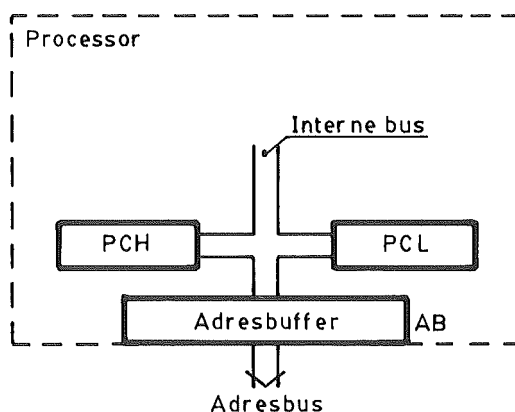 Processor
Interne bus
PCH
PCL
Adresbuffer
AB
Adresbus